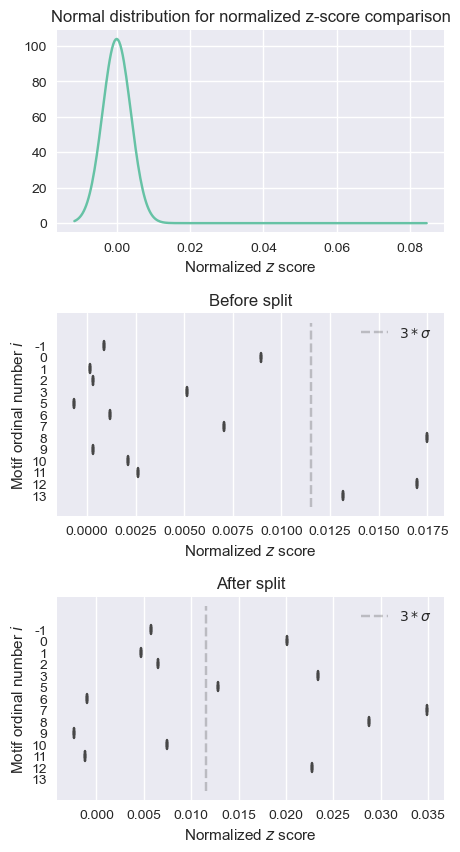 Normal distribution for normalized z-score comparison
100
80
60
40
20
0
0.00 0.02 0.04 0.06 0.08
Normalized z score
Before split
Motif ordinal number i
-1
0
1
2
3
5
6
7
8
9
10
11
12
13
3 * σ
0.0000 0.0025 0.0050 0.0075 0.0100 0.0125 0.0150 0.0175
Normalized z score
After split
Motif ordinal number i
-1
0
1
2
3
5
6
7
8
9
10
11
12
13
3 * σ
0.000 0.005 0.010 0.015 0.020 0.025 0.030 0.035
Normalized z score